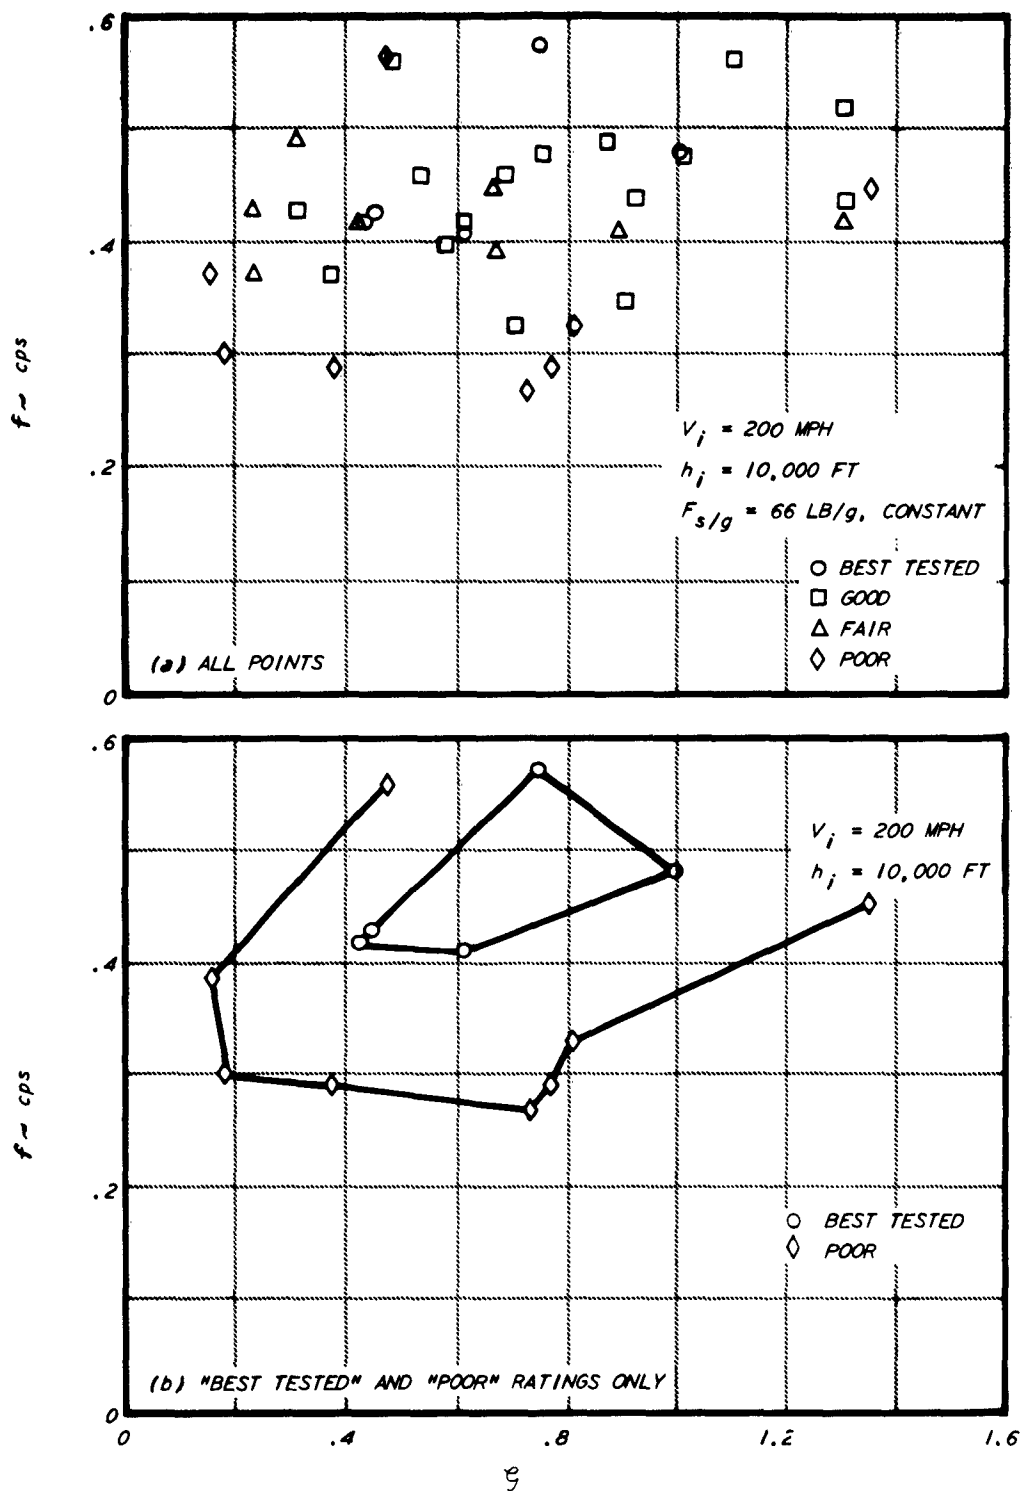 .6
.4
.2
0
f ~ cps
V_i = 200 MPH
h_i = 10,000 FT
F_s/g = 66 LB/g, CONSTANT
BEST TESTED
GOOD
FAIR
POOR
(a) ALL POINTS
.6
.4
.2
0
f ~ cps
V_i = 200 MPH
h_i = 10,000 FT
BEST TESTED
POOR
(b) "BEST TESTED" AND "POOR" RATINGS ONLY
0 .4 .8 1.2 1.6
ζ